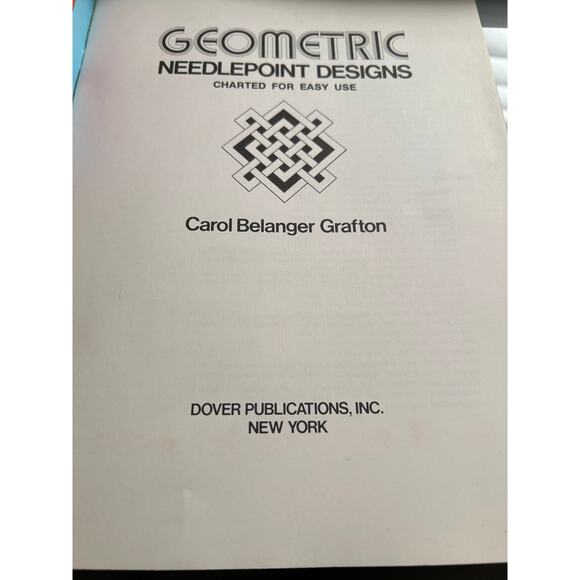 GEOMETRIC
NEEDLEPOINT DESIGNS
CHARTED FOR EASY USE
Carol Belanger Grafton
DOVER PUBLICATIONS, INC.
NEW YORK